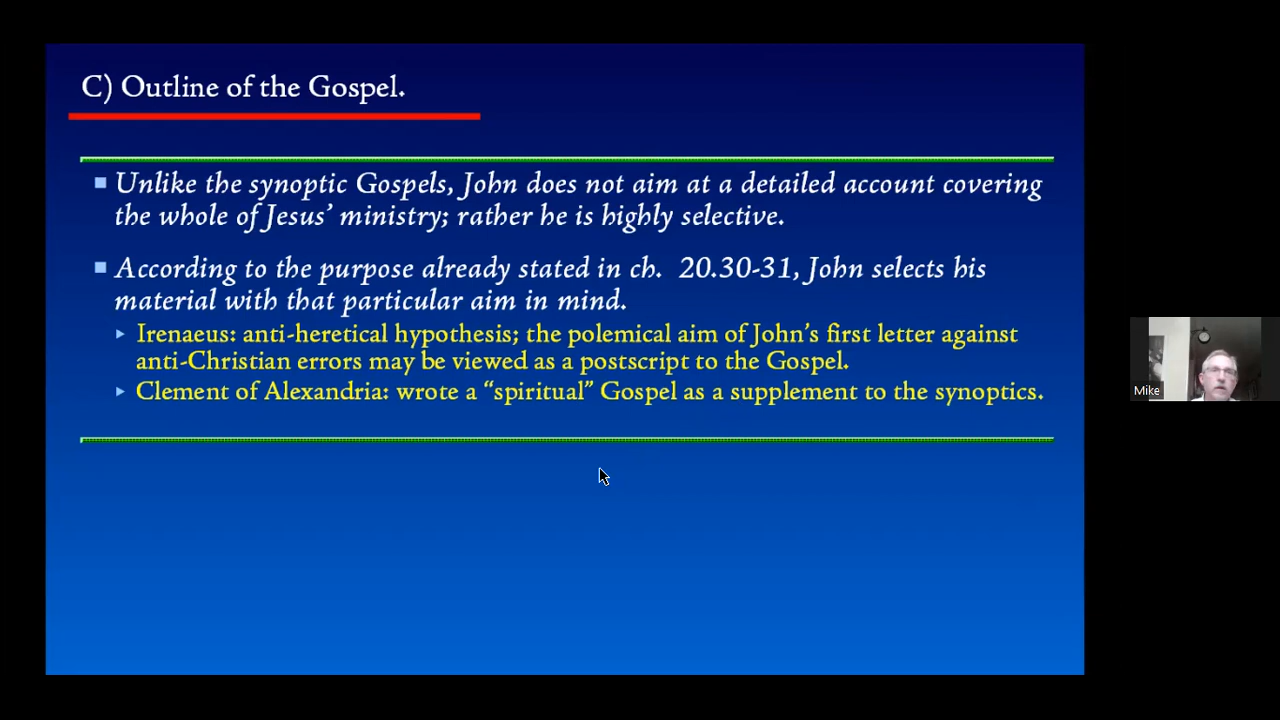 C) Outline of the Gospel.
Unlike the synoptic Gospels, John does not aim at a detailed account covering
the whole of Jesus’ ministry; rather he is highly selective.
According to the purpose already stated in ch.  20.30-31, John selects his
material with that particular aim in mind.
Irenaeus: anti-heretical hypothesis; the polemical aim of John’s first letter against
anti-Christian errors may be viewed as a postscript to the Gospel.
Clement of Alexandria: wrote a “spiritual” Gospel as a supplement to the synoptics.
Mike